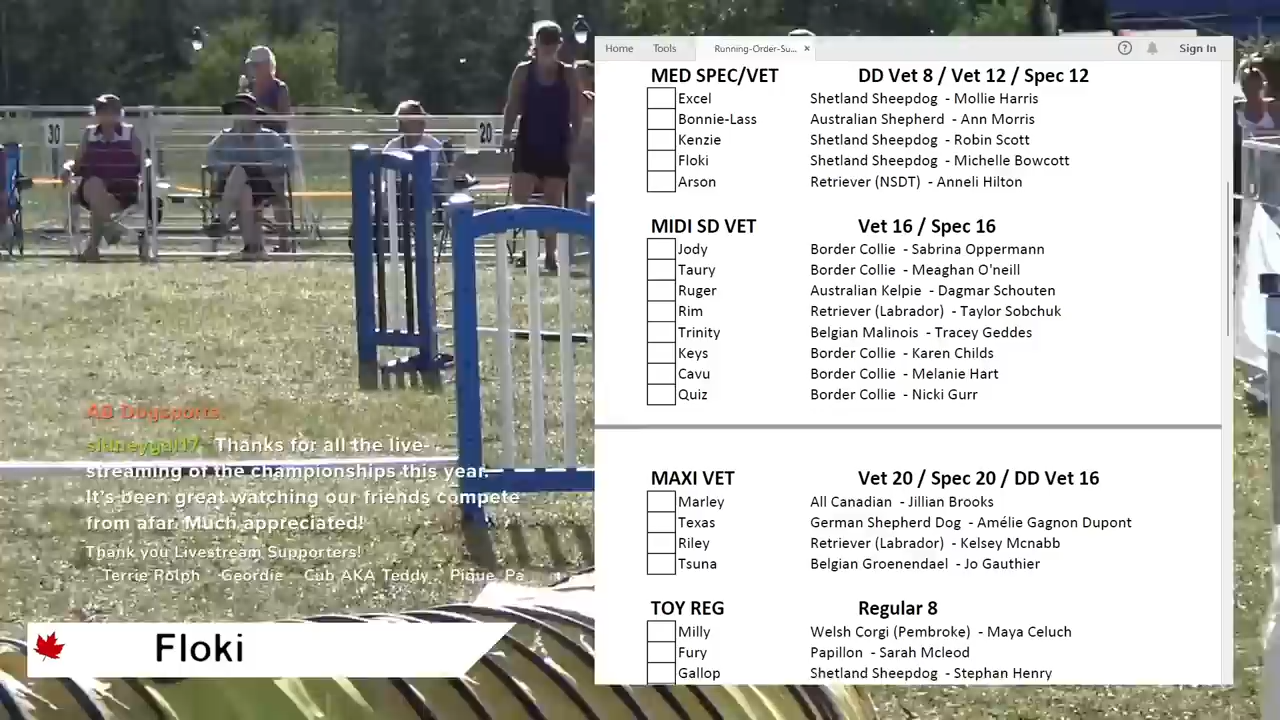 30
20
Home Tools Running-Order-Su... × ? Sign In
MED SPEC/VET DD Vet 8 / Vet 12 / Spec 12
Excel Shetland Sheepdog - Mollie Harris
Bonnie-Lass Australian Shepherd - Ann Morris
Kenzie Shetland Sheepdog - Robin Scott
Floki Shetland Sheepdog - Michelle Bowcott
Arson Retriever (NSDT) - Anneli Hilton
MIDI SD VET Vet 16 / Spec 16
Jody Border Collie - Sabrina Oppermann
Taury Border Collie - Meaghan O'neill
Ruger Australian Kelpie - Dagmar Schouten
Rim Retriever (Labrador) - Taylor Sobchuk
Trinity Belgian Malinois - Tracey Geddes
Keys Border Collie - Karen Childs
Cavu Border Collie - Melanie Hart
Quiz Border Collie - Nicki Gurr
MAXI VET Vet 20 / Spec 20 / DD Vet 16
Marley All Canadian - Jillian Brooks
Texas German Shepherd Dog - Amélie Gagnon Dupont
Riley Retriever (Labrador) - Kelsey Mcnabb
Tsuna Belgian Groenendael - Jo Gauthier
TOY REG Regular 8
Milly Welsh Corgi (Pembroke) - Maya Celuch
Fury Papillon - Sarah Mcleod
Gallop Shetland Sheepdog - Stephan Henry
AB Dogsports:
sidneygal17: Thanks for all the live-
streaming of the championships this year.
It's been great watching our friends compete
from afar. Much appreciated!
Thank you Livestream Supporters!
Terrie Rolph Geordie Cub AKA Teddy Pique, Pa
Floki